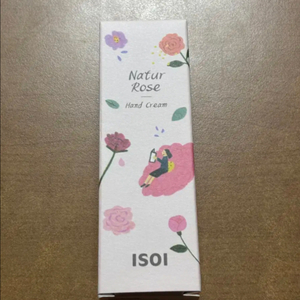 Natur
Rose
Hand Cream
ISOI